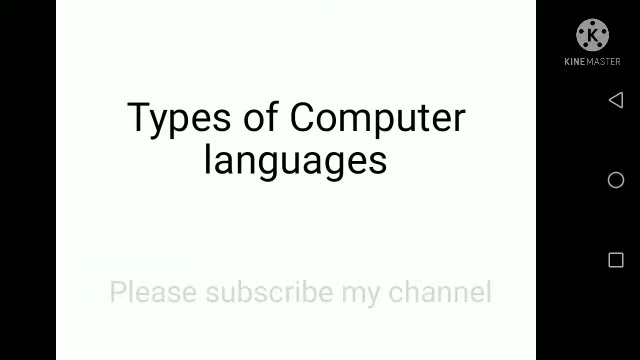 Types of Computer
languages
Please subscribe my channel
K
KINEMASTER